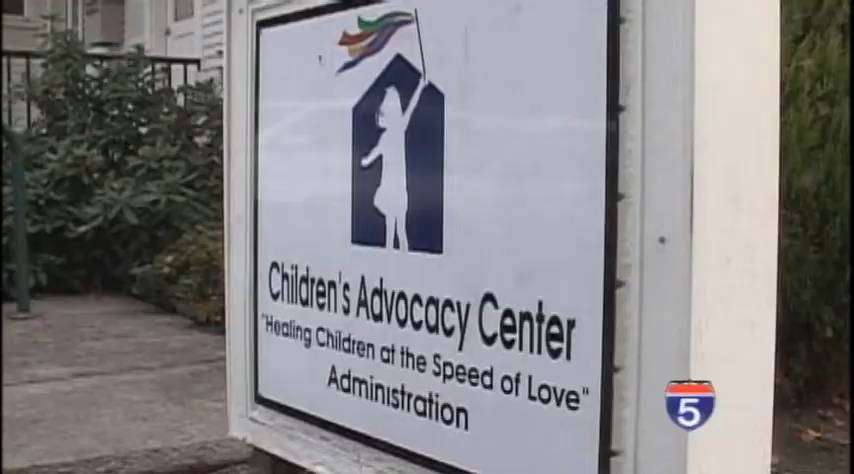 Children's Advocacy Center
"Healing Children at the Speed of Love"
Administration
5